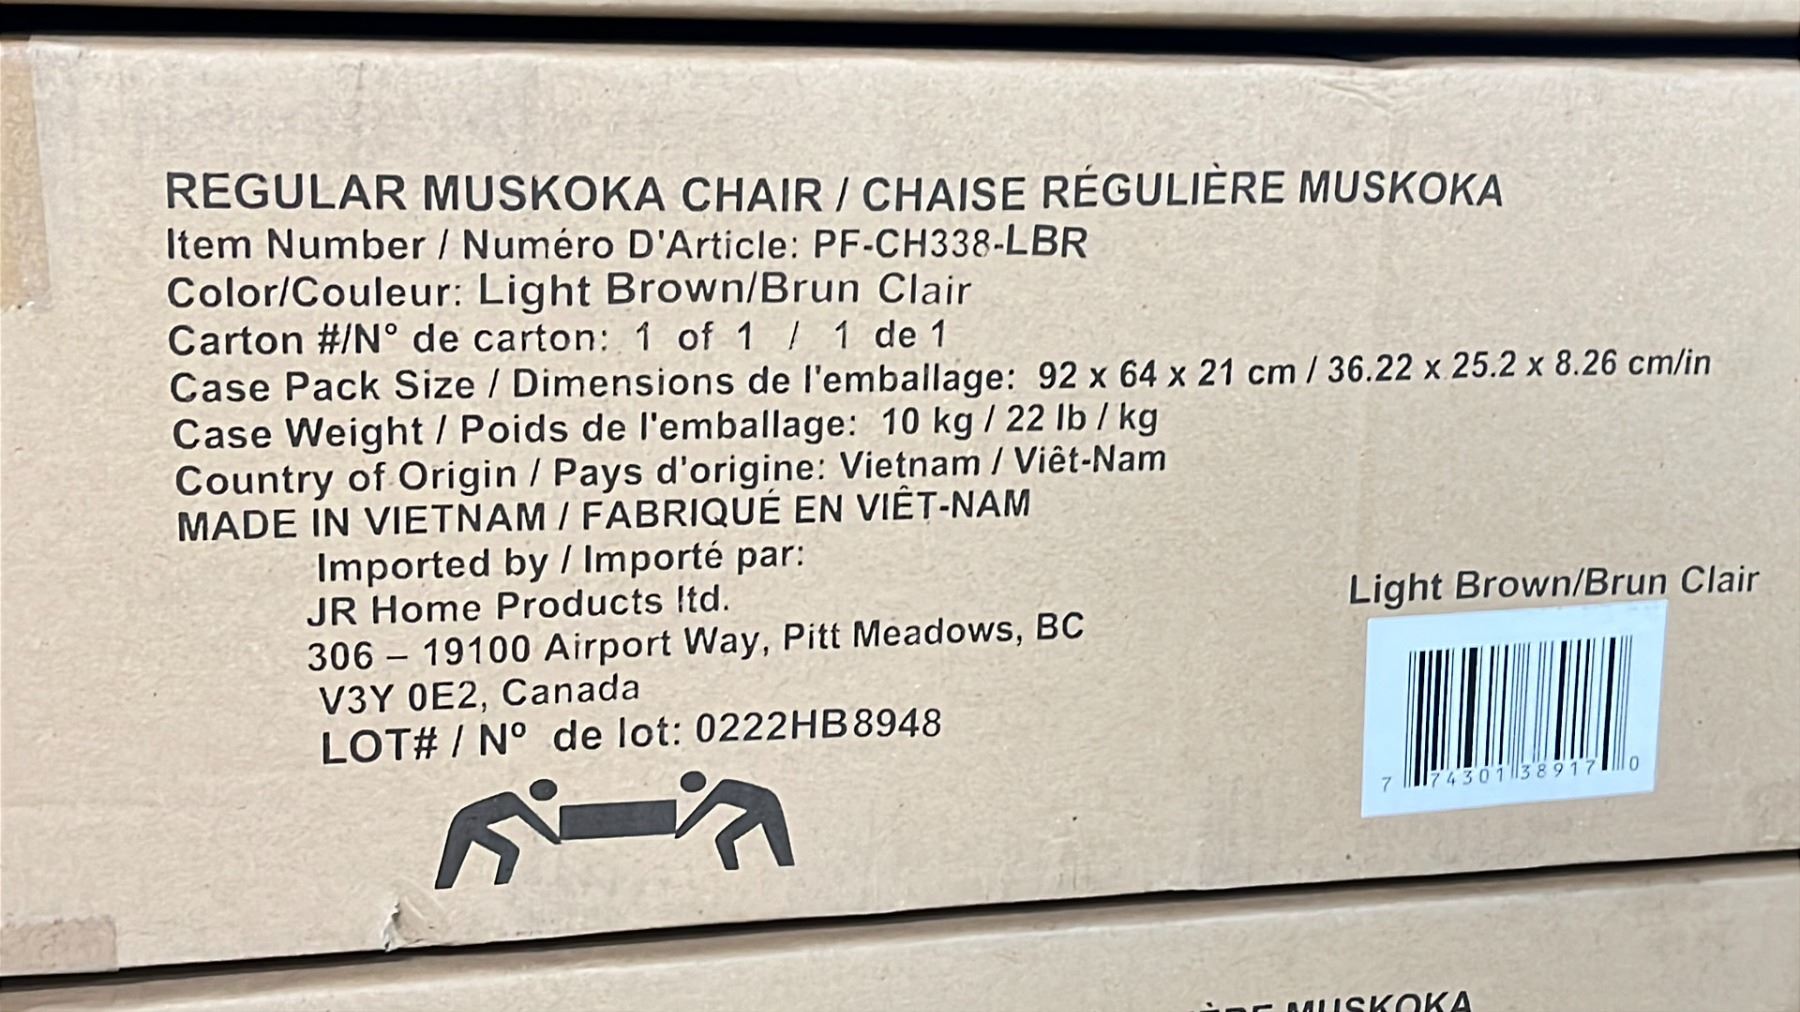 REGULAR MUSKOKA CHAIR / CHAISE RÉGULIÈRE MUSKOKA
Item Number / Numéro D'Article: PF-CH338-LBR
Color/Couleur: Light Brown/Brun Clair
Carton #/N° de carton: 1 of 1 / 1 de 1
Case Pack Size / Dimensions de l'emballage: 92 x 64 x 21 cm / 36.22 x 25.2 x 8.26 cm/in
Case Weight / Poids de l'emballage: 10 kg / 22 lb / kg
Country of Origin / Pays d'origine: Vietnam / Viêt-Nam
MADE IN VIETNAM / FABRIQUÉ EN VIÊT-NAM
Imported by / Importé par:
JR Home Products ltd.
306 – 19100 Airport Way, Pitt Meadows, BC
V3Y 0E2, Canada
LOT# / N° de lot: 0222HB8948
Light Brown/Brun Clair
7 74301 38917 0
MUSKOKA